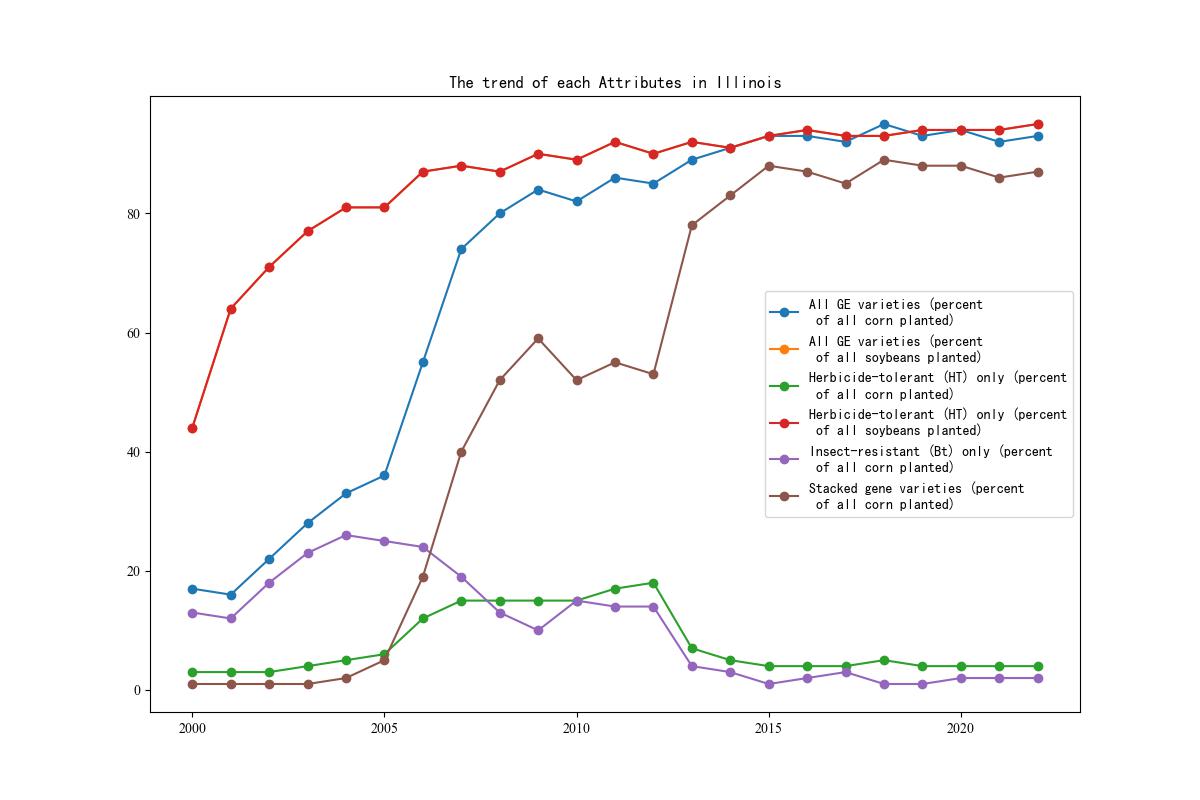 The trend of each Attributes in Illinois
80
60
40
20
0
All GE varieties (percent
of all corn planted)
All GE varieties (percent
of all soybeans planted)
Herbicide-tolerant (HT) only (percent
of all corn planted)
Herbicide-tolerant (HT) only (percent
of all soybeans planted)
Insect-resistant (Bt) only (percent
of all corn planted)
Stacked gene varieties (percent
of all corn planted)
2000
2005
2010
2015
2020